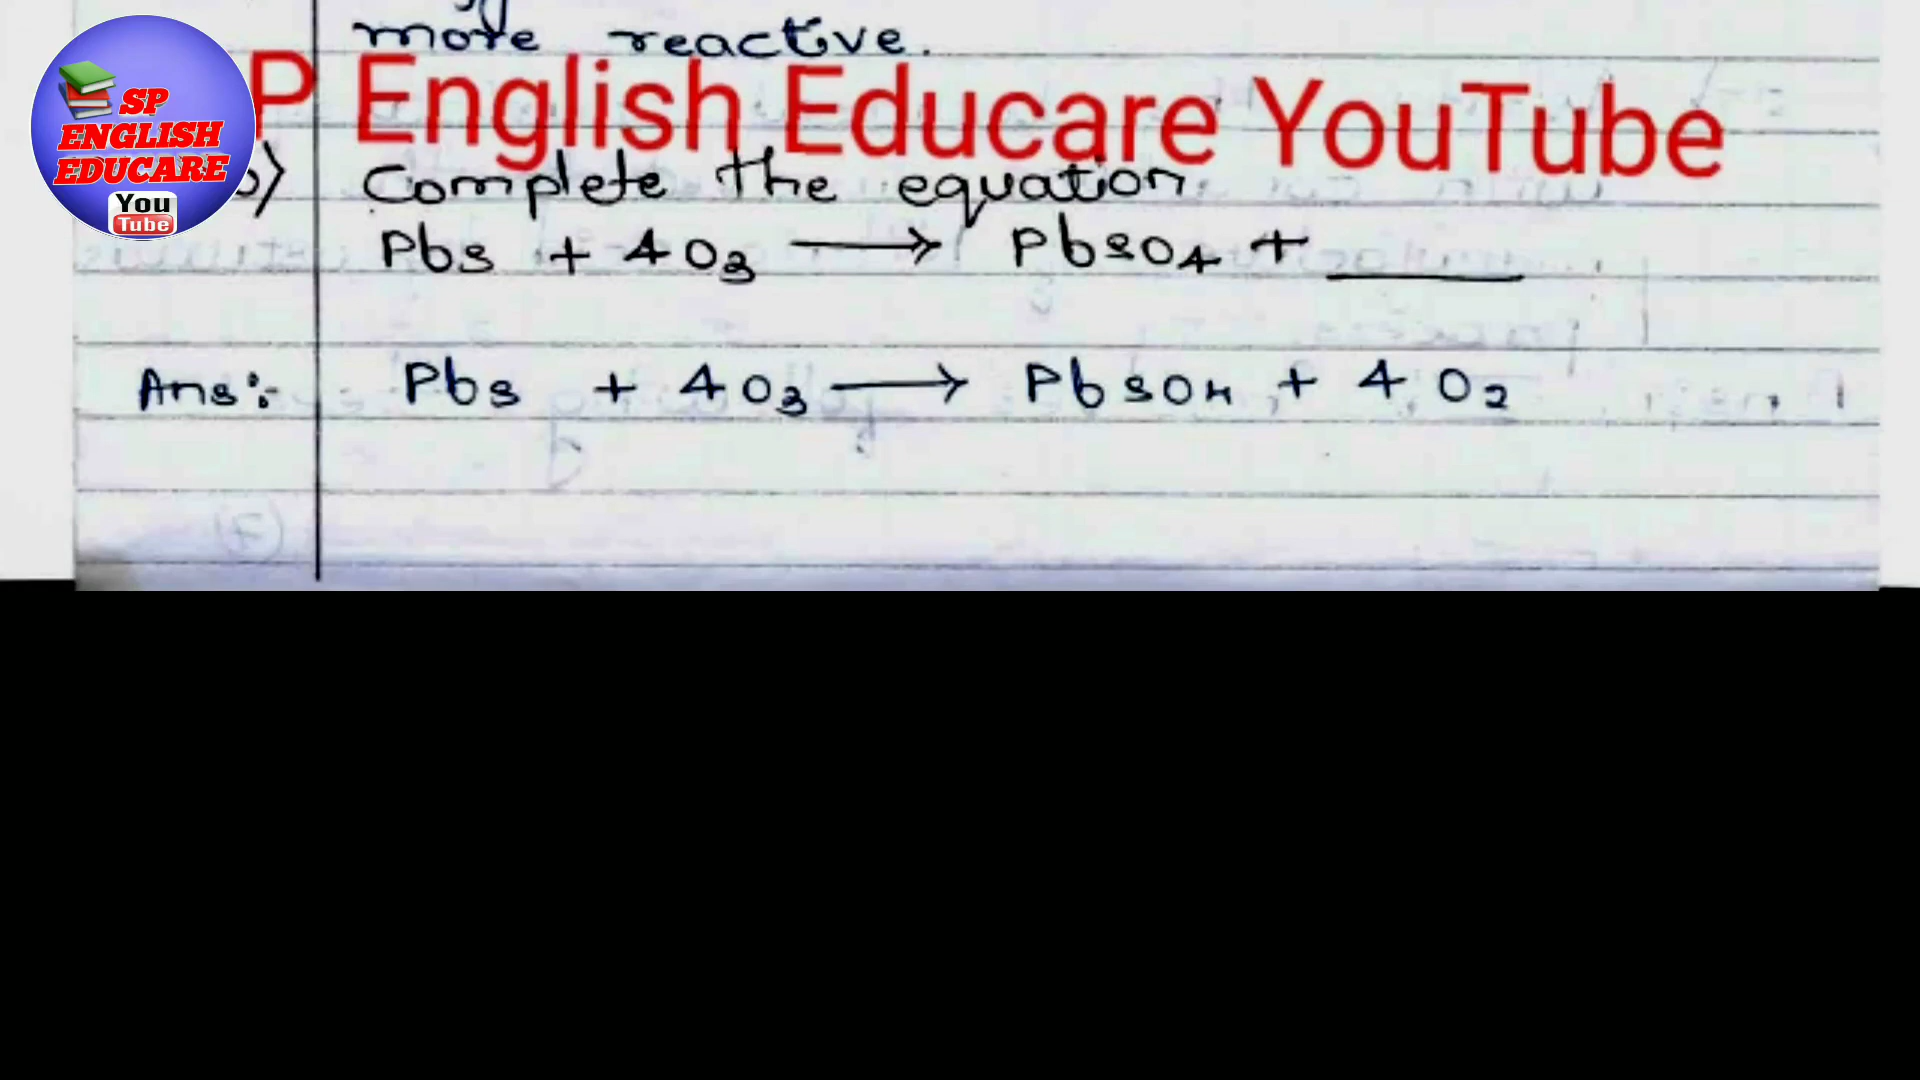 more reactive.
P English Educare YouTube
SP
ENGLISH
EDUCARE
You
Tube
b) Complete the equation
Pbs + 4O3 ⟶ PbsO4 + ____
Ans:- Pbs + 4O3 ⟶ PbsO4 + 4O2